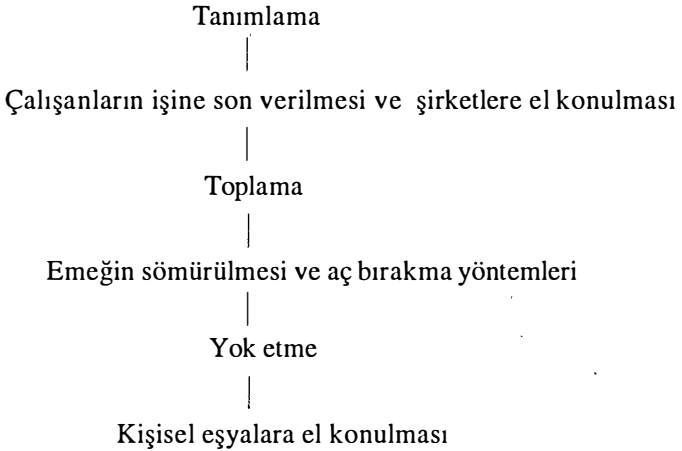 Tanımlama
Çalışanların işine son verilmesi ve şirketlere el konulması
Toplama
Emeğin sömürülmesi ve aç bırakma yöntemleri
Yok etme
Kişisel eşyalara el konulması